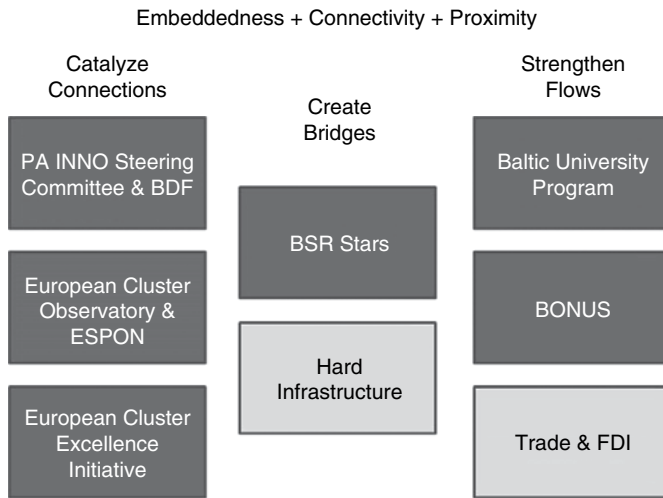 Embeddedness + Connectivity + Proximity
Catalyze
Connections
PA INNO Steering
Committee & BDF
European Cluster
Observatory &
ESPON
European Cluster
Excellence
Initiative
Create
Bridges
BSR Stars
Hard
Infrastructure
Strengthen
Flows
Baltic University
Program
BONUS
Trade & FDI